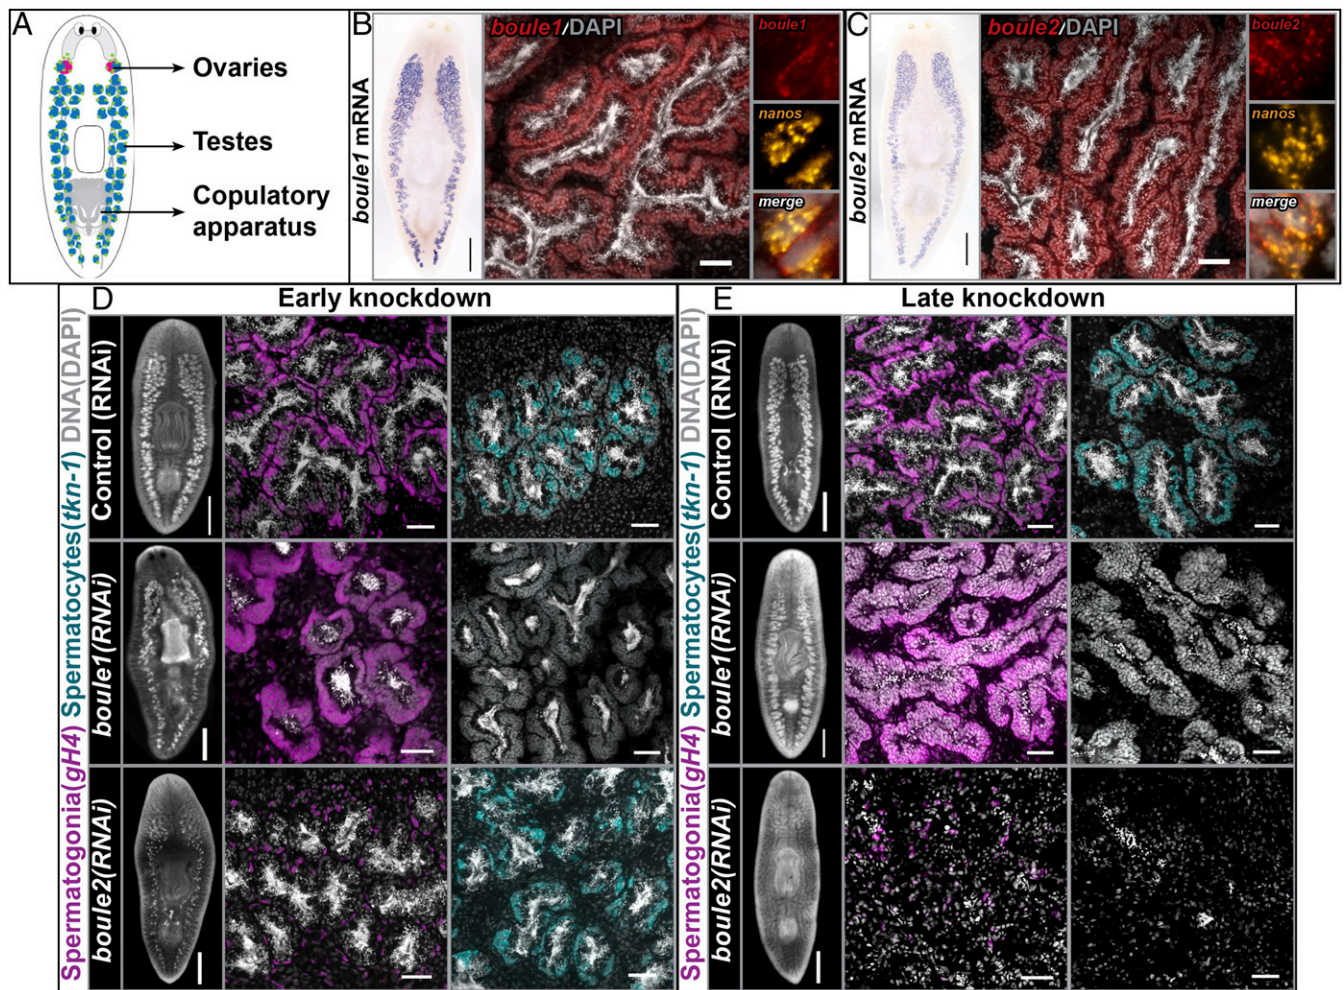 A
Ovaries
Testes
Copulatory
apparatus
B
boule1 mRNA
boule1/DAPI
boule1
nanos
merge
C
boule2 mRNA
boule2/DAPI
boule2
nanos
merge
D
Early knockdown
Spermatogonia(gH4) Spermatocytes(tkn-1) DNA(DAPI)
Control (RNAi)
boule1(RNAi)
boule2(RNAi)
E
Late knockdown
Spermatogonia(gH4) Spermatocytes(tkn-1) DNA(DAPI)
Control (RNAi)
boule1(RNAi)
boule2(RNAi)